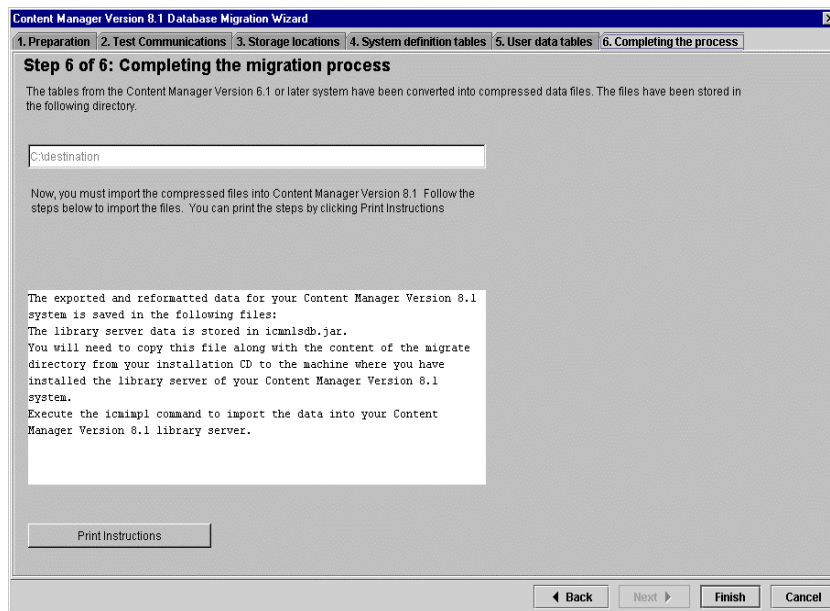 Content Manager Version 8.1 Database Migration Wizard
1. Preparation 2. Test Communications 3. Storage locations 4. System definition tables 5. User data tables 6. Completing the process
Step 6 of 6: Completing the migration process
The tables from the Content Manager Version 6.1 or later system have been converted into compressed data files. The files have been stored in
the following directory.
C:\destination
Now, you must import the compressed files into Content Manager Version 8.1 Follow the
steps below to import the files. You can print the steps by clicking Print Instructions
The exported and reformatted data for your Content Manager Version 8.1
system is saved in the following files:
The library server data is stored in icmnlsdb.jar.
You will need to copy this file along with the content of the migrate
directory from your installation CD to the machine where you have
installed the library server of your Content Manager Version 8.1
system.
Execute the icmimpl command to import the data into your Content
Manager Version 8.1 library server.
Print Instructions
Back Next Finish Cancel